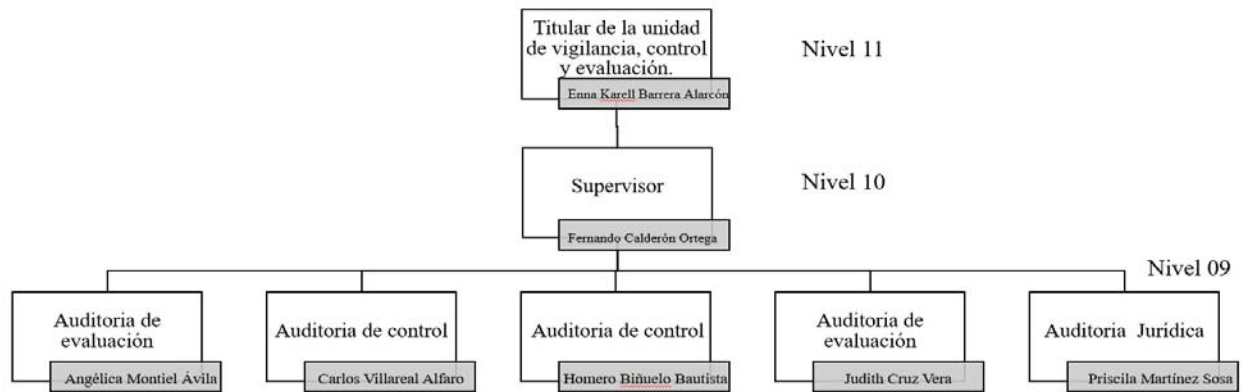 Titular de la unidad
de vigilancia, control
y evaluación.
Enna Karell Barrera Alarcón
Nivel 11
Supervisor
Fernando Calderón Ortega
Nivel 10
Nivel 09
Auditoria de
evaluación
Angélica Montiel Ávila
Auditoria de control
Carlos Villareal Alfaro
Auditoria de control
Homero Biñuelo Bautista
Auditoria de
evaluación
Judith Cruz Vera
Auditoria Jurídica
Priscila Martínez Sosa